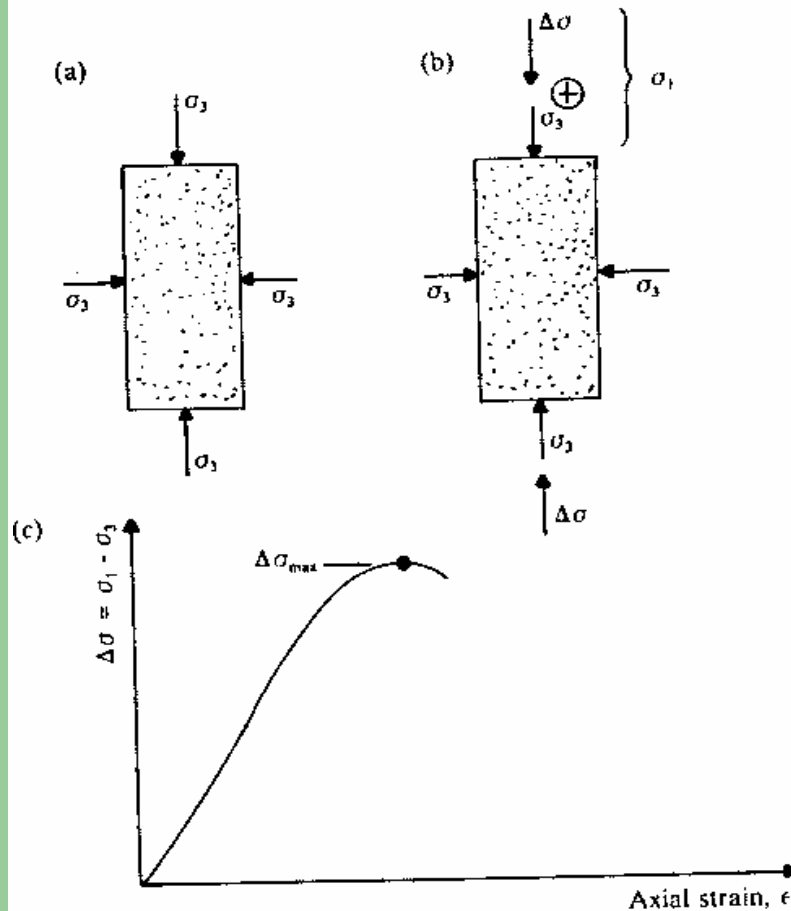 (a)
σ₃
σ₃
σ₃
σ₃
(b)
Δσ
σ₃
σ₁
σ₃
σ₃
σ₃
Δσ
(c)
Δσ = σ₁ - σ₃
Δσmax
Axial strain, ϵ